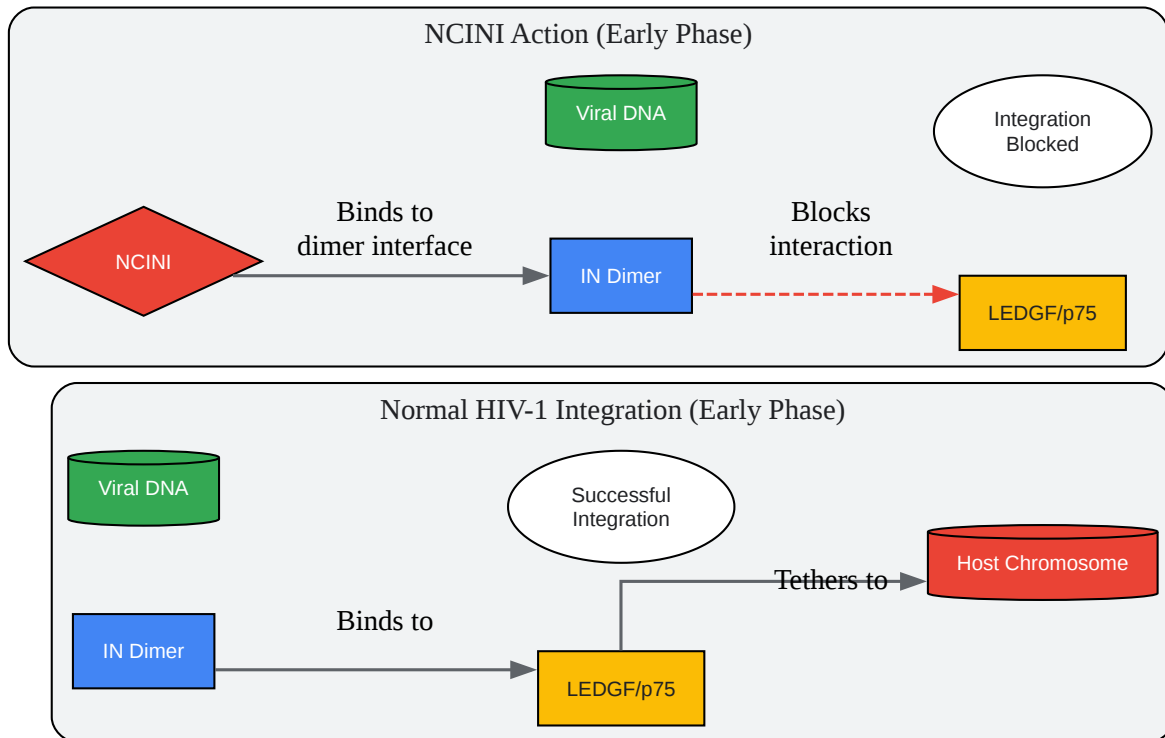 NCINI Action (Early Phase)
Viral DNA
Integration
Blocked
Binds to
dimer interface
Blocks
interaction
NCINI
IN Dimer
LEDGF/p75
Normal HIV-1 Integration (Early Phase)
Viral DNA
Successful
Integration
Host Chromosome
Tethers to
Binds to
IN Dimer
LEDGF/p75